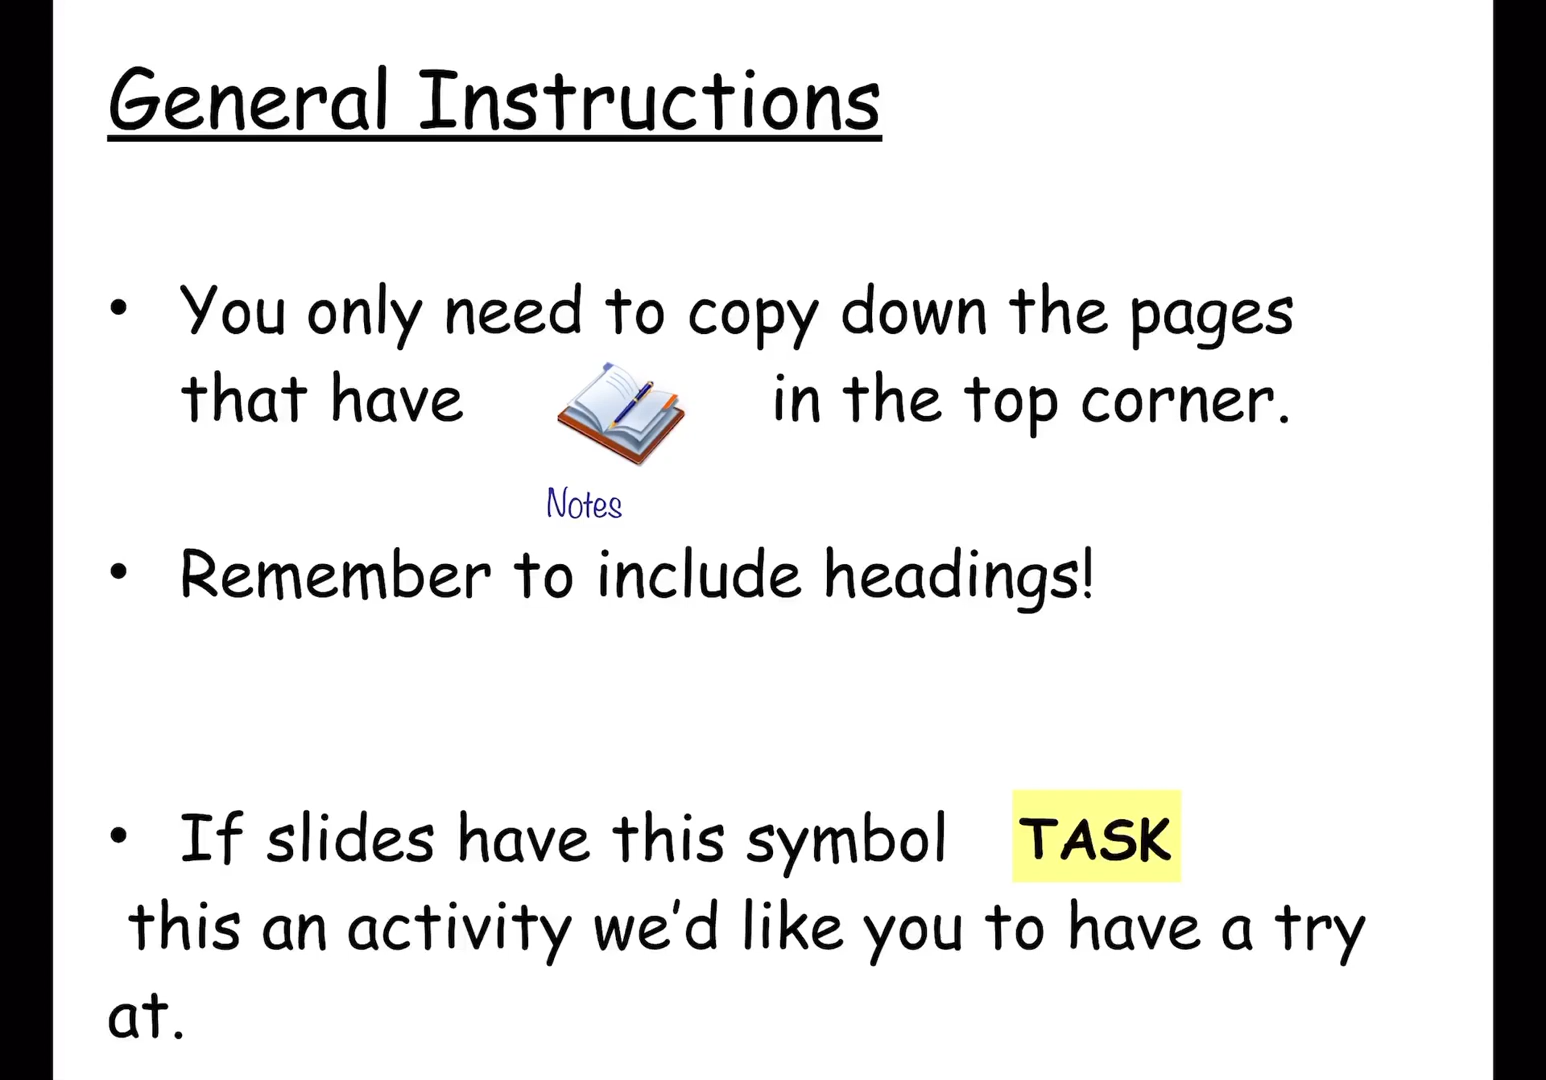 General Instructions
• You only need to copy down the pages
that have in the top corner.
Notes
• Remember to include headings!
• If slides have this symbol TASK
this an activity we’d like you to have a try
at.